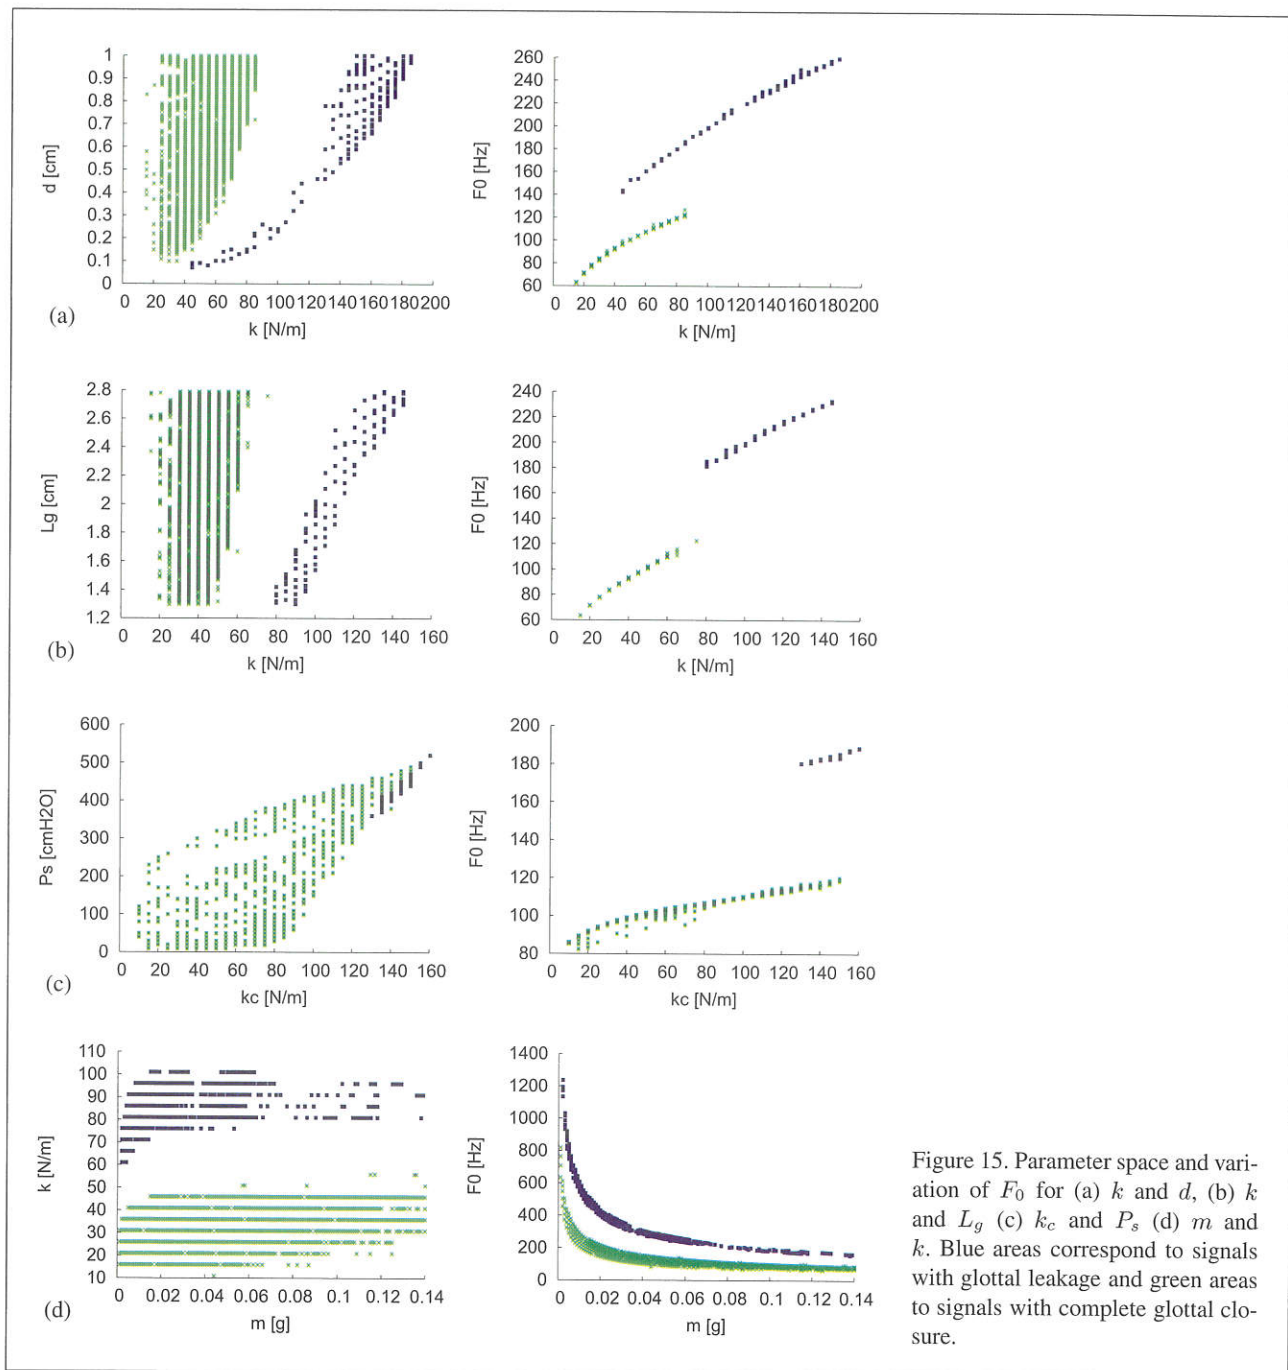 1
0.9
0.8
0.7
0.6
0.5
0.4
0.3
0.2
0.1
0
d [cm]
0 20 40 60 80 100 120 140 160 180 200
k [N/m]
(a)
260
240
220
200
180
160
140
120
100
80
60
F0 [Hz]
0 20 40 60 80 100 120 140 160 180 200
k [N/m]
2.8
2.6
2.4
2.2
2
1.8
1.6
1.4
1.2
Lg [cm]
0 20 40 60 80 100 120 140 160
k [N/m]
(b)
240
220
200
180
160
140
120
100
80
60
F0 [Hz]
0 20 40 60 80 100 120 140 160
k [N/m]
600
500
400
300
200
100
0
Ps [cmH2O]
0 20 40 60 80 100 120 140 160
kc [N/m]
(c)
200
180
160
140
120
100
80
F0 [Hz]
0 20 40 60 80 100 120 140 160
kc [N/m]
110
100
90
80
70
60
50
40
30
20
10
k [N/m]
0 0.02 0.04 0.06 0.08 0.1 0.12 0.14
m [g]
(d)
1400
1200
1000
800
600
400
200
0
F0 [Hz]
0 0.02 0.04 0.06 0.08 0.1 0.12 0.14
m [g]
Figure 15. Parameter space and vari-
ation of F0 for (a) k and d, (b) k
and Lg (c) kc and Ps (d) m and
k. Blue areas correspond to signals
with glottal leakage and green areas
to signals with complete glottal clo-
sure.